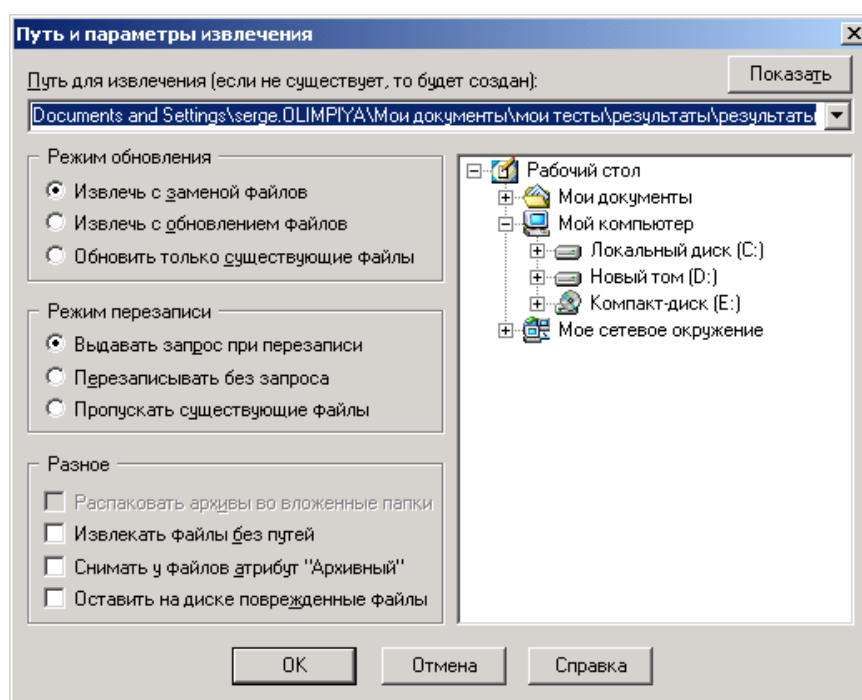 Путь и параметры извлечения
Путь для извлечения (если не существует, то будет создан):
Показать
Documents and Settings\serge.OLIMPIYA\Мои документы\мои тесты\результаты\результаты
Режим обновления
Извлечь с заменой файлов
Извлечь с обновлением файлов
Обновить только существующие файлы
Режим перезаписи
Выдавать запрос при перезаписи
Перезаписывать без запроса
Пропускать существующие файлы
Разное
Распаковать архивы во вложенные папки
Извлекать файлы без путей
Снимать у файлов атрибут "Архивный"
Оставить на диске поврежденные файлы
Рабочий стол
Мои документы
Мой компьютер
Локальный диск (C:)
Новый том (D:)
Компакт-диск (E:)
Мое сетевое окружение
OK
Отмена
Справка